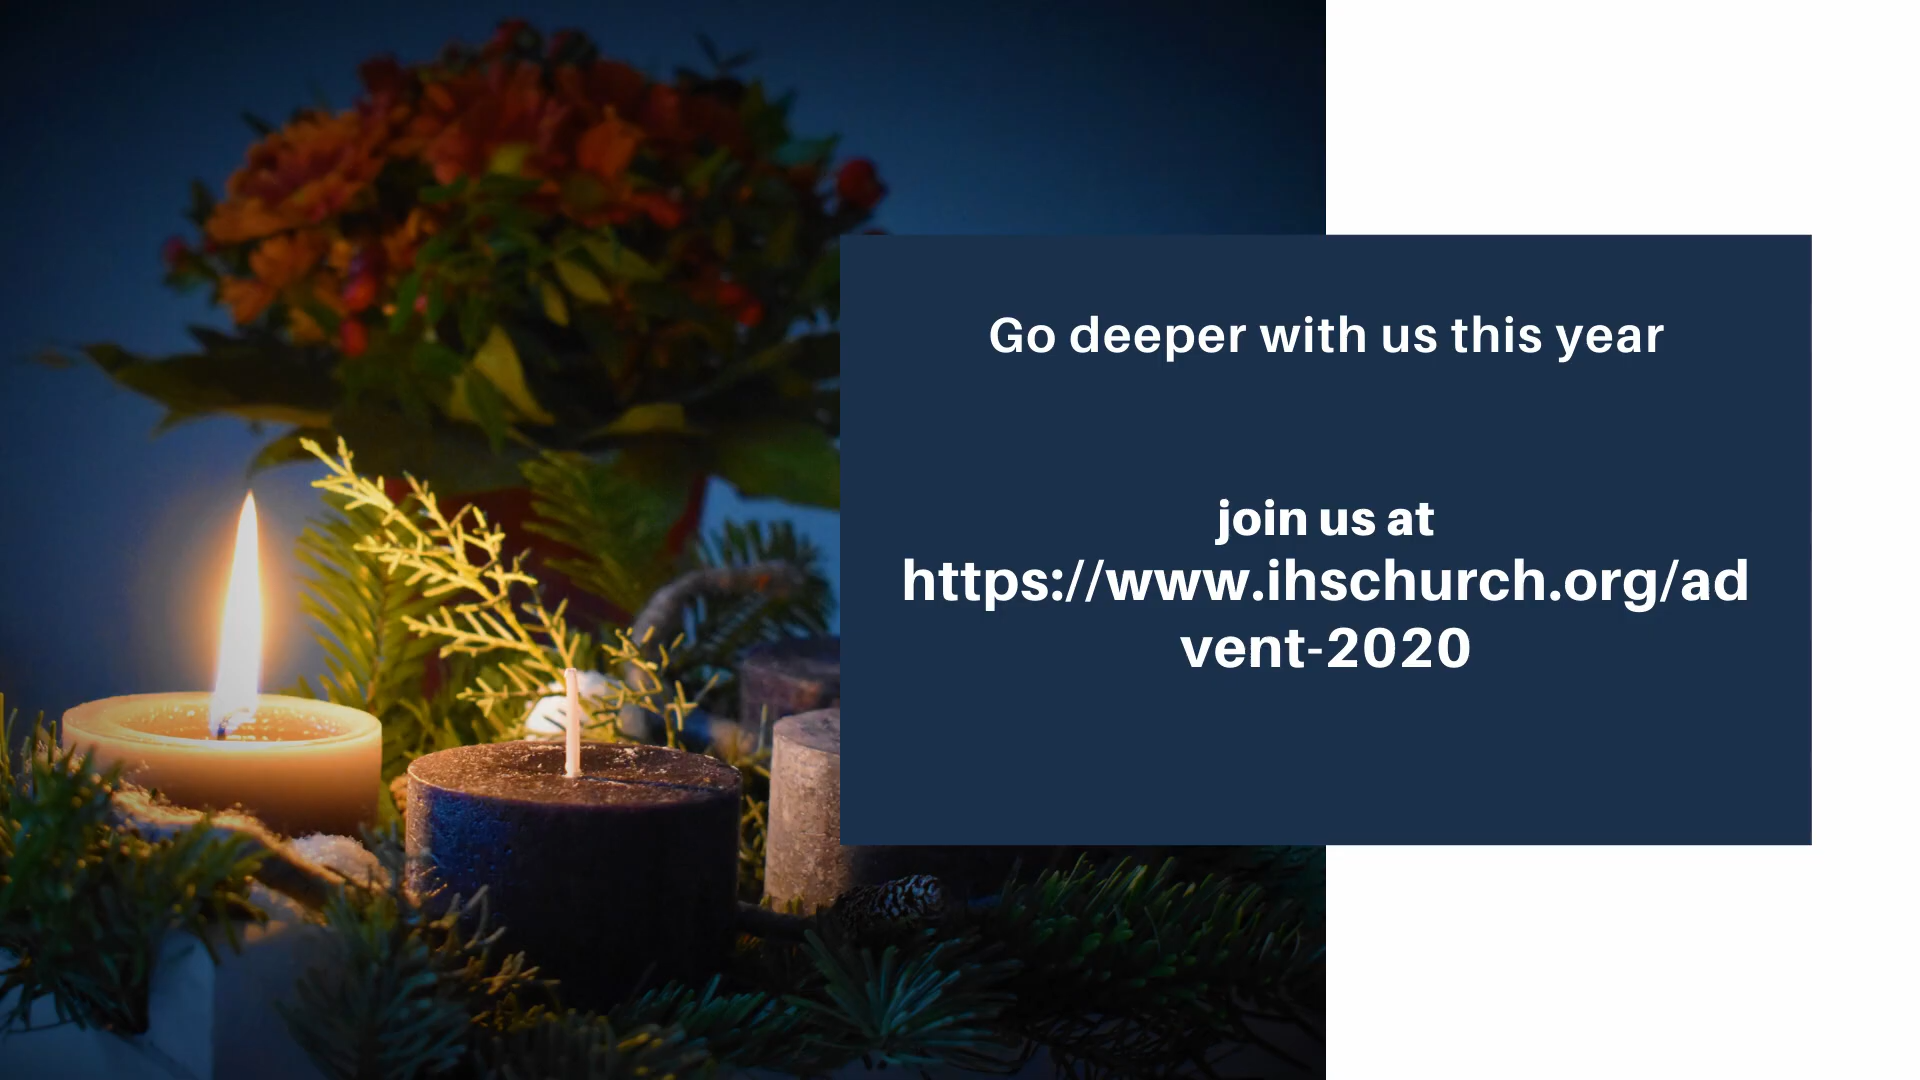 Go deeper with us this year
join us at
https://www.ihschurch.org/ad
vent-2020